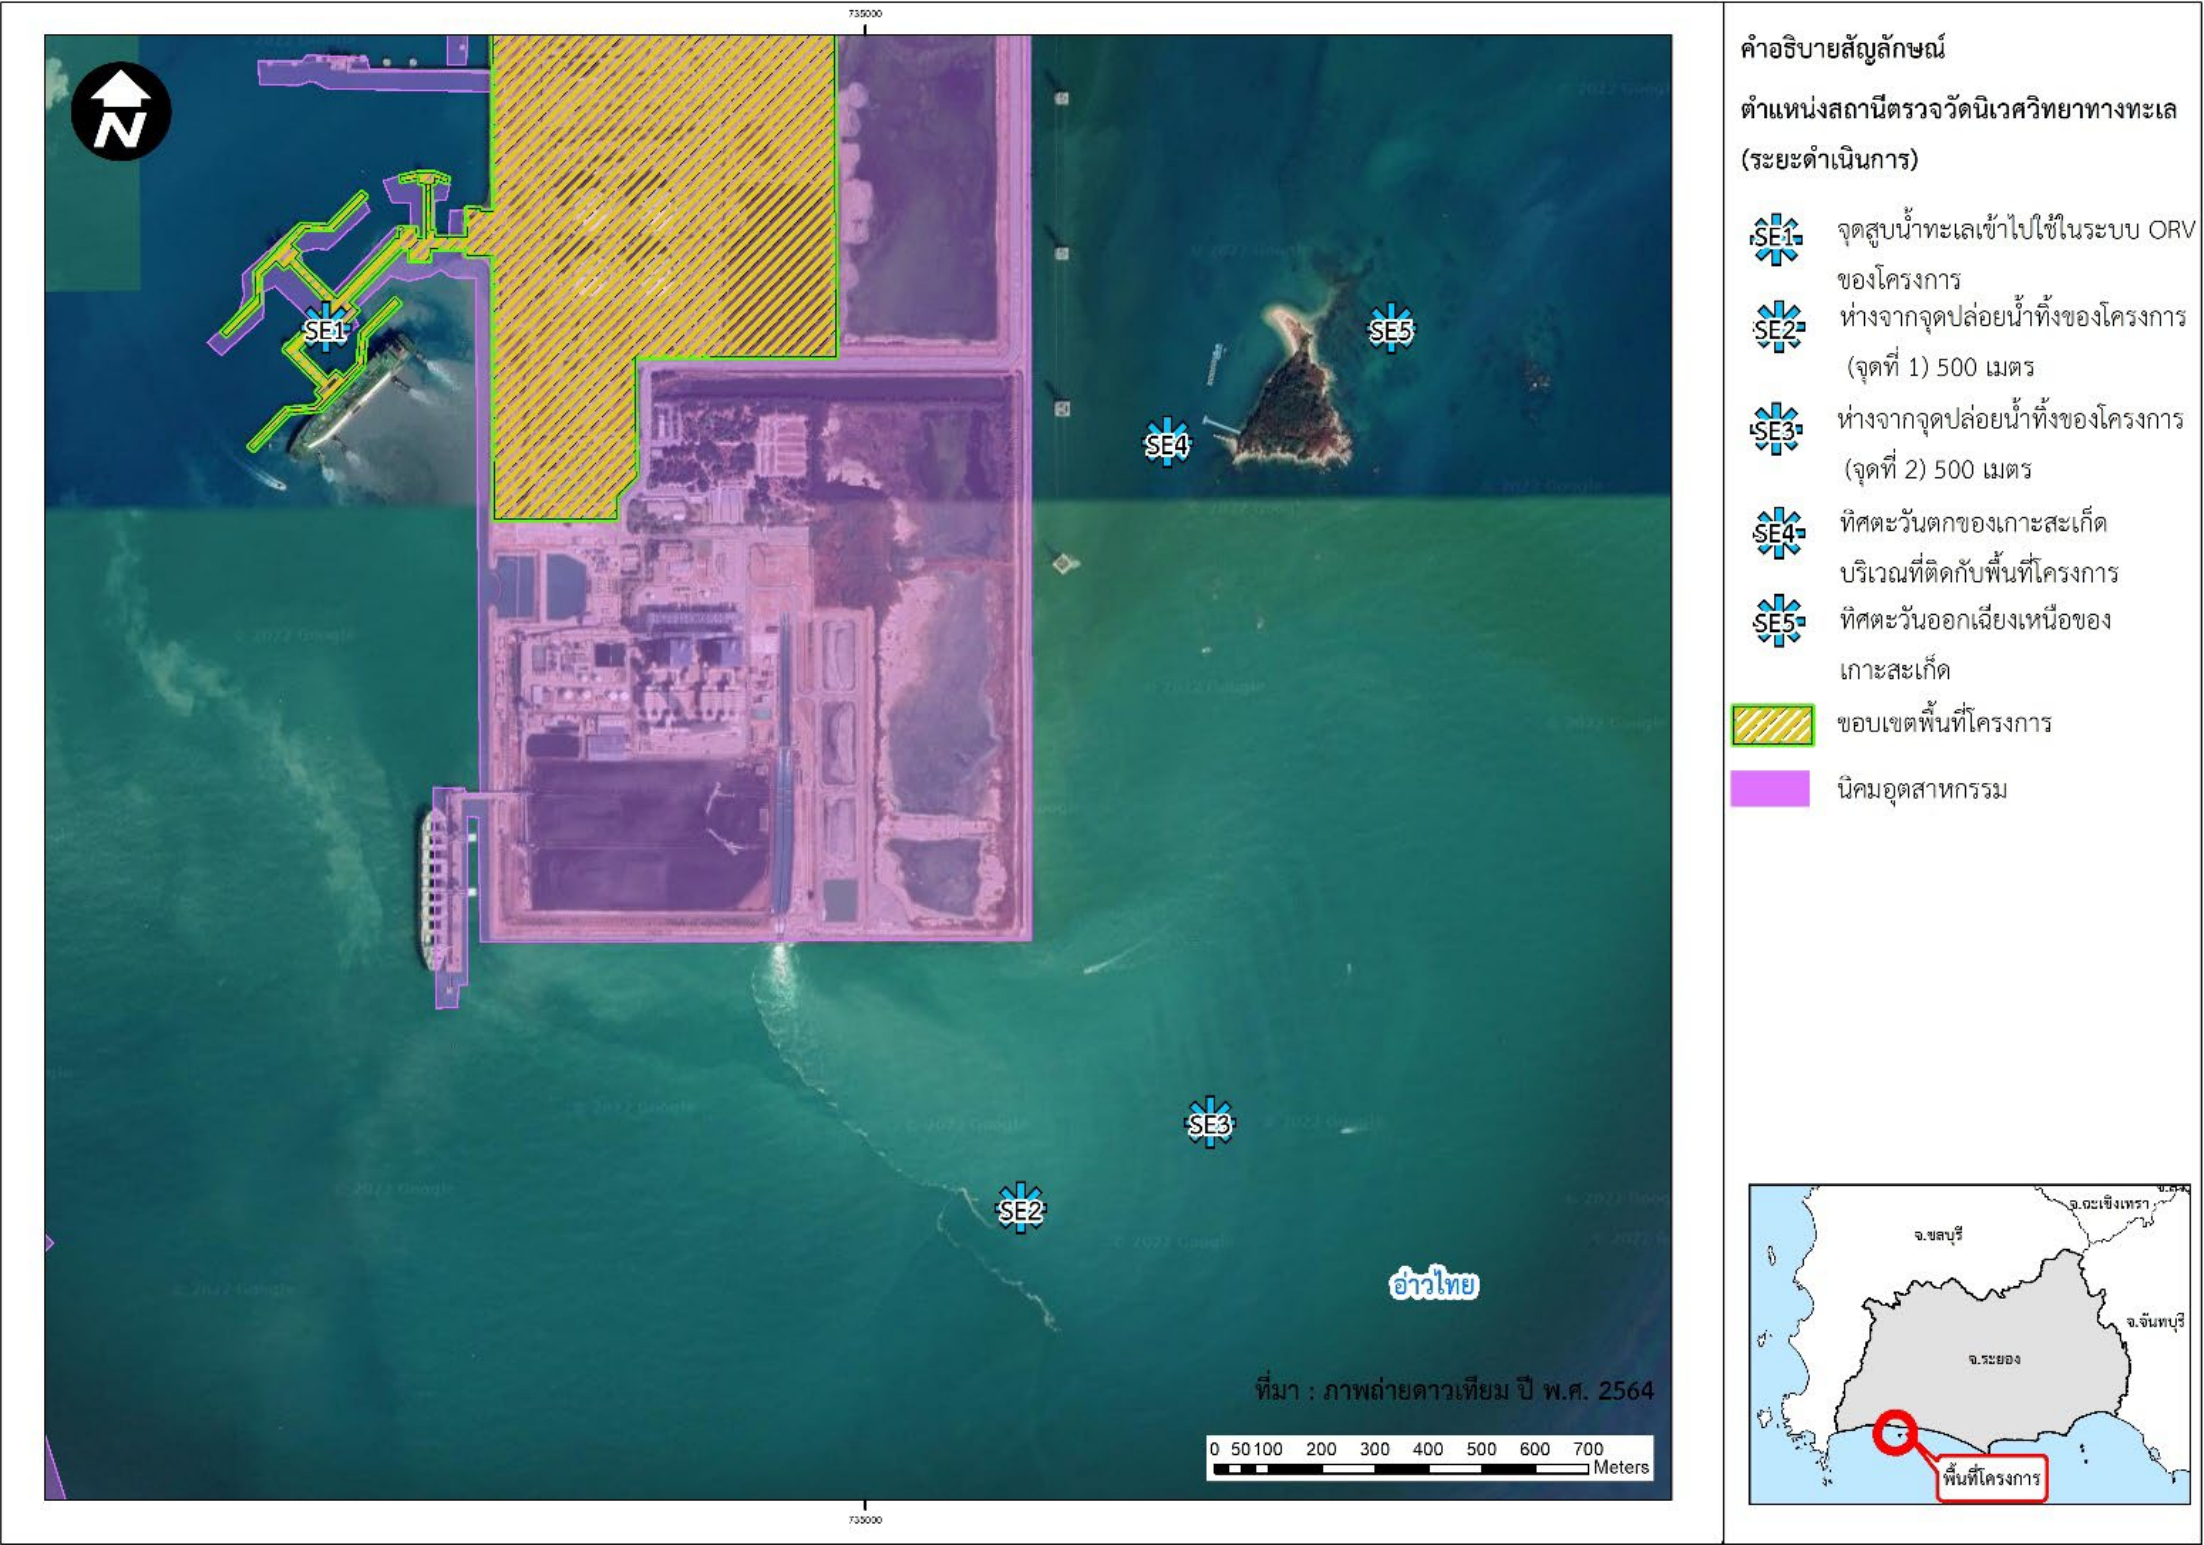 735000
N
SE1
SE5
SE4
SE3
SE2
อ่าวไทย
ที่มา : ภาพถ่ายดาวเทียม ปี พ.ศ. 2564
0 50 100 200 300 400 500 600 700
Meters
735000
© 2022 Google
คำอธิบายสัญลักษณ์
ตำแหน่งสถานีตรวจวัดนิเวศวิทยาทางทะเล
(ระยะดำเนินการ)
SE1 จุดสูบน้ำทะเลเข้าไปใช้ในระบบ ORV
ของโครงการ
SE2 ห่างจากจุดปล่อยน้ำทิ้งของโครงการ
(จุดที่ 1) 500 เมตร
SE3 ห่างจากจุดปล่อยน้ำทิ้งของโครงการ
(จุดที่ 2) 500 เมตร
SE4 ทิศตะวันตกของเกาะสะเก็ด
บริเวณที่ติดกับพื้นที่โครงการ
SE5 ทิศตะวันออกเฉียงเหนือของ
เกาะสะเก็ด
ขอบเขตพื้นที่โครงการ
นิคมอุตสาหกรรม
จ.ฉะเชิงเทรา
จ.ชลบุรี
จ.จันทบุรี
จ.ระยอง
พื้นที่โครงการ